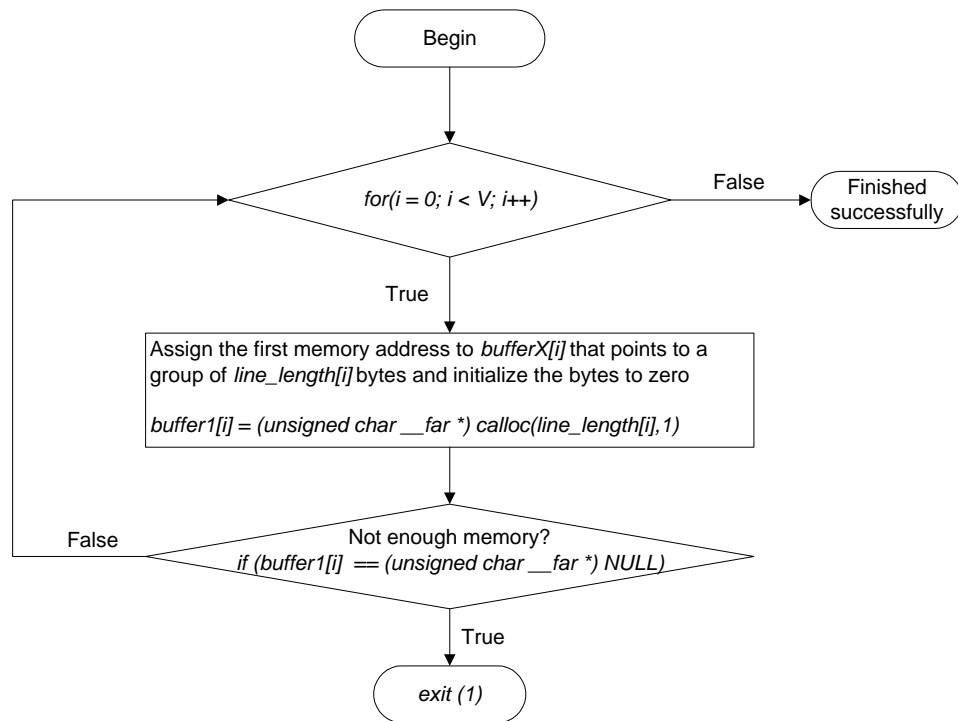 Begin
for(i = 0; i < V; i++)
False
Finished
successfully
True
Assign the first memory address to bufferX[i] that points to a
group of line_length[i] bytes and initialize the bytes to zero
buffer1[i] = (unsigned char __far *) calloc(line_length[i],1)
False
Not enough memory?
if (buffer1[i] == (unsigned char __far *) NULL)
True
exit (1)